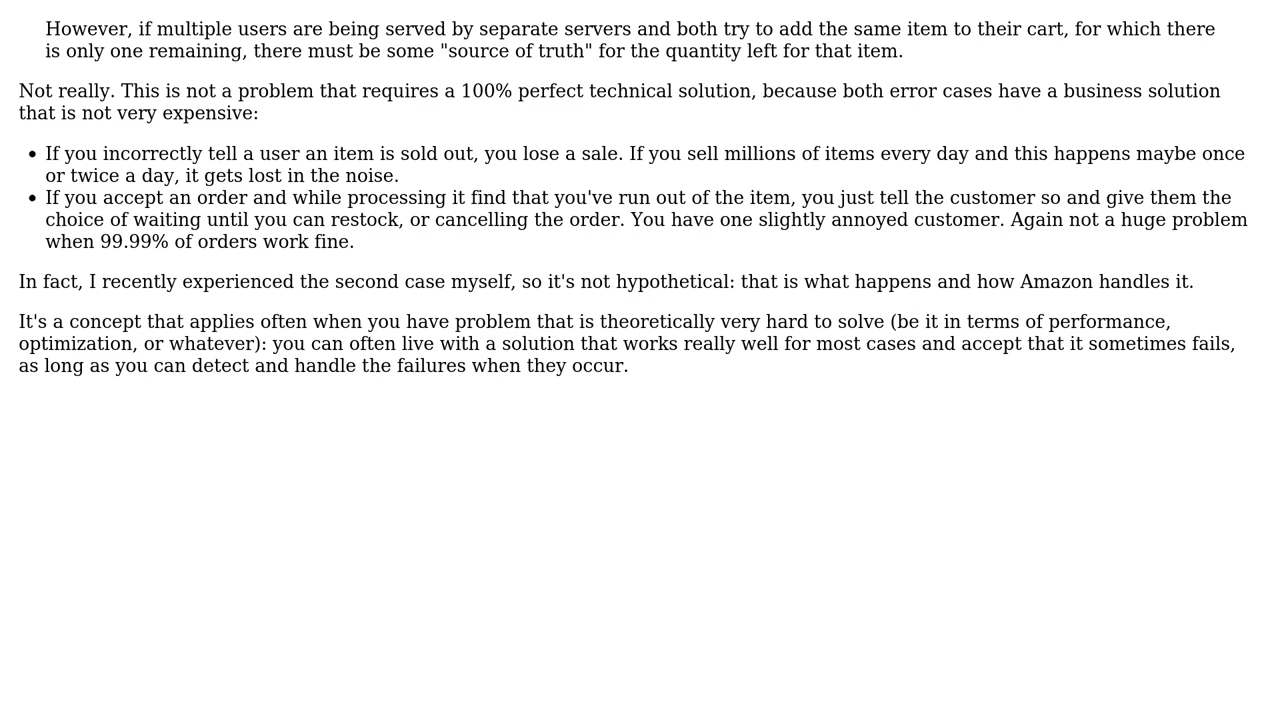 However, if multiple users are being served by separate servers and both try to add the same item to their cart, for which there
is only one remaining, there must be some "source of truth" for the quantity left for that item.
Not really. This is not a problem that requires a 100% perfect technical solution, because both error cases have a business solution
that is not very expensive:
• If you incorrectly tell a user an item is sold out, you lose a sale. If you sell millions of items every day and this happens maybe once
or twice a day, it gets lost in the noise.
• If you accept an order and while processing it find that you've run out of the item, you just tell the customer so and give them the
choice of waiting until you can restock, or cancelling the order. You have one slightly annoyed customer. Again not a huge problem
when 99.99% of orders work fine.
In fact, I recently experienced the second case myself, so it's not hypothetical: that is what happens and how Amazon handles it.
It's a concept that applies often when you have problem that is theoretically very hard to solve (be it in terms of performance,
optimization, or whatever): you can often live with a solution that works really well for most cases and accept that it sometimes fails,
as long as you can detect and handle the failures when they occur.